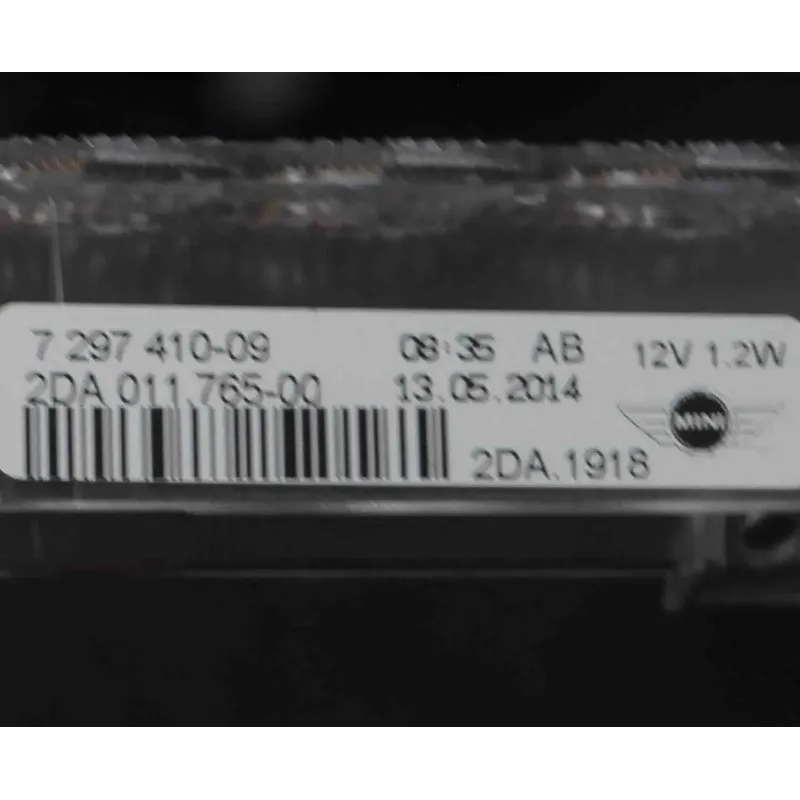 7 297 410-09 08:35 AB 12V 1.2W
2DA.011.765-00 13.05.2014
MINI
2DA.1918